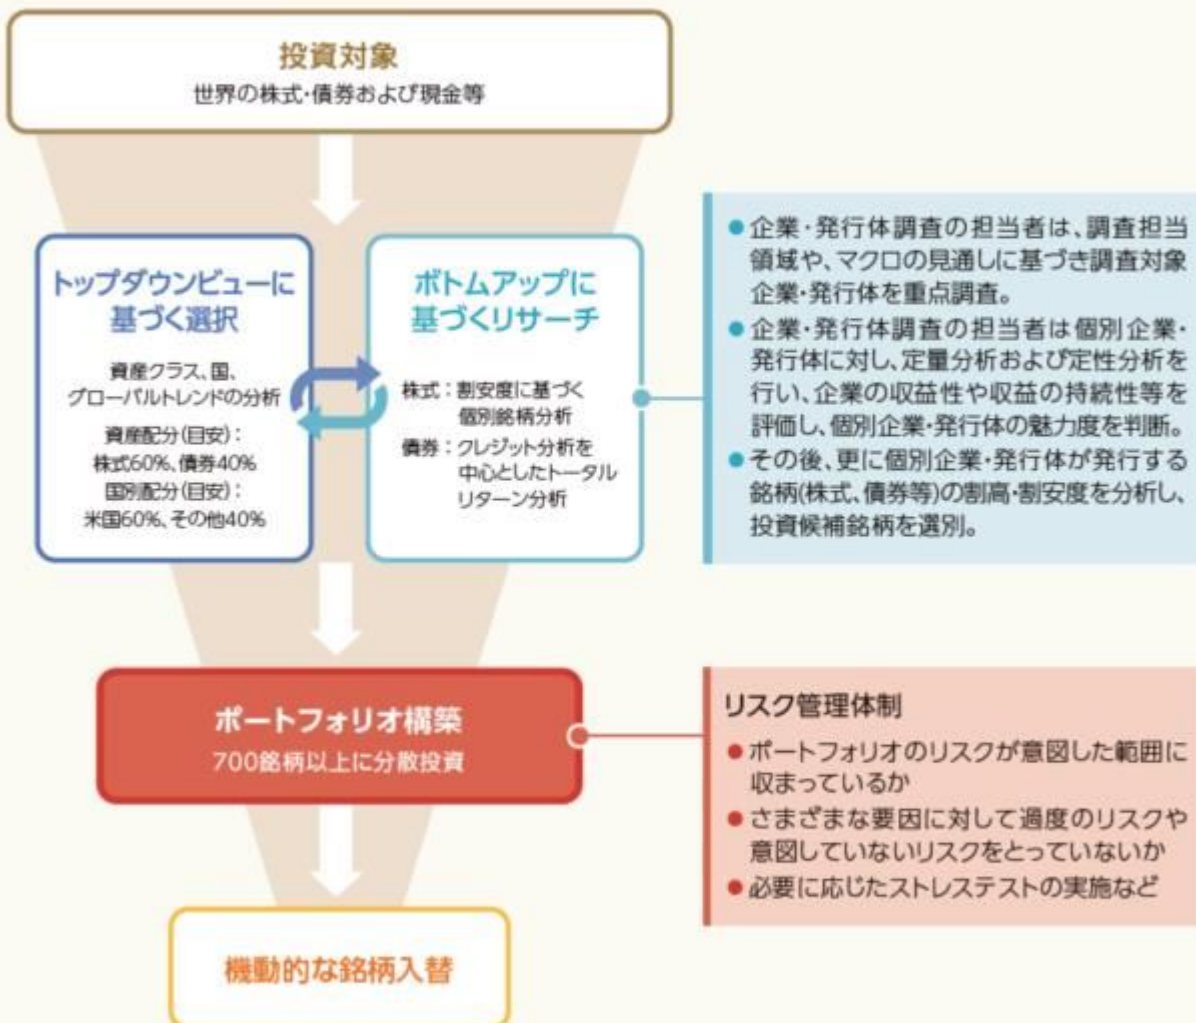 投資対象
世界の株式・債券および現金等
トップダウンビューに
基づく選択
資産クラス、国、
グローバルトレンドの分析
資産配分(目安)：
株式60%、債券40%
国別配分(目安)：
米国60%、その他40%
ボトムアップに
基づくリサーチ
株式：割安度に基づく
個別銘柄分析
債券：クレジット分析を
中心としたトータル
リターン分析
●企業・発行体調査の担当者は、調査担当
領域や、マクロの見通しに基づき調査対象
企業・発行体を重点調査。
●企業・発行体調査の担当者は個別企業・
発行体に対し、定量分析および定性分析を
行い、企業の収益性や収益の持続性等を
評価し、個別企業・発行体の魅力度を判断。
●その後、更に個別企業・発行体が発行する
銘柄(株式、債券等)の割高・割安度を分析し、
投資候補銘柄を選別。
ポートフォリオ構築
700銘柄以上に分散投資
リスク管理体制
●ポートフォリオのリスクが意図した範囲に
収まっているか
●さまざまな要因に対して過度のリスクや
意図していないリスクをとっていないか
●必要に応じたストレステストの実施など
機動的な銘柄入替